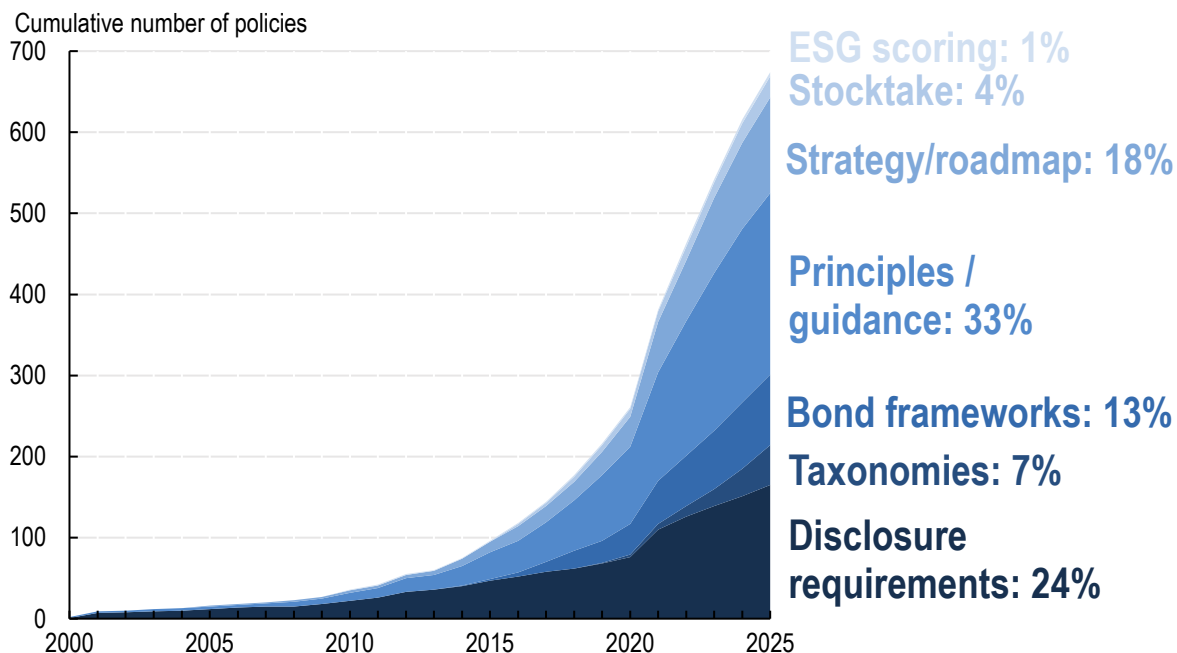 Cumulative number of policies
700
600
500
400
300
200
100
0
2000
2005
2010
2015
2020
2025
ESG scoring: 1%
Stocktake: 4%
Strategy/roadmap: 18%
Principles /
guidance: 33%
Bond frameworks: 13%
Taxonomies: 7%
Disclosure
requirements: 24%